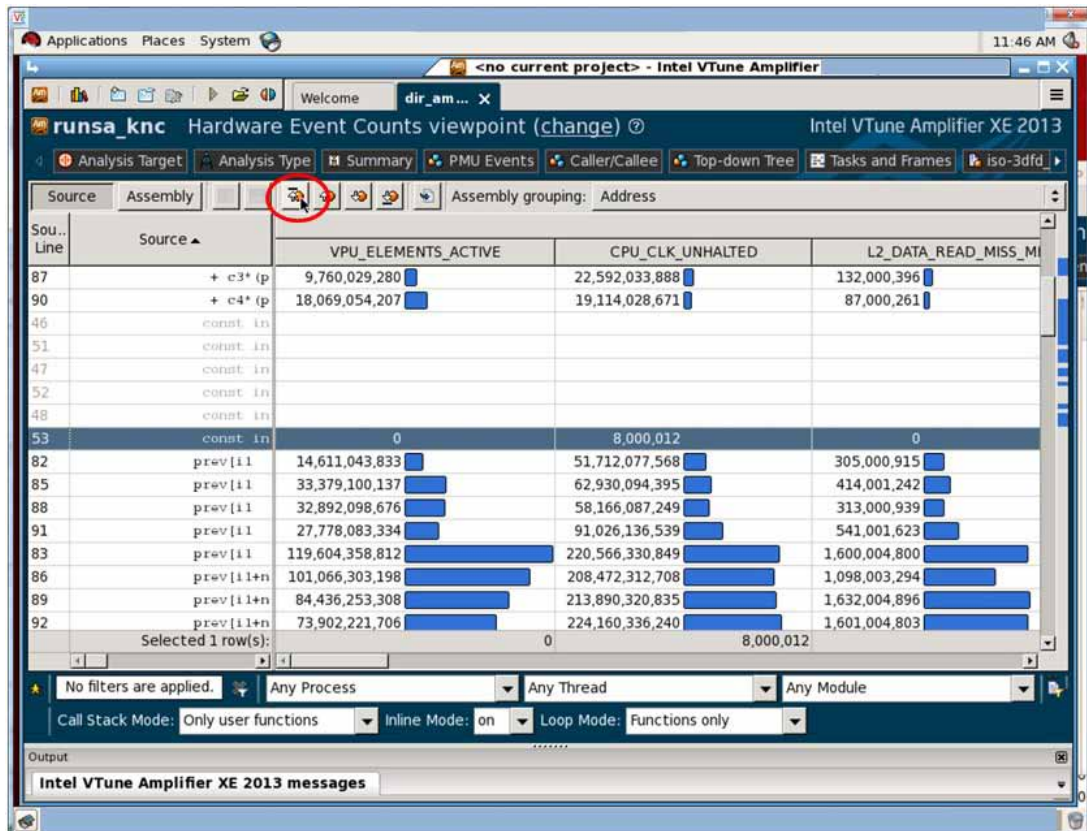 Applications Places System 11:46 AM
<no current project> - Intel VTune Amplifier
Welcome dir_am... X
runsa_knc Hardware Event Counts viewpoint (change) Intel VTune Amplifier XE 2013
Analysis Target Analysis Type Summary PMU Events Caller/Callee Top-down Tree Tasks and Frames iso-3dfd_
Source Assembly Assembly grouping: Address
Sou.. Line Source VPU_ELEMENTS_ACTIVE CPU_CLK_UNHALTED L2_DATA_READ_MISS_M
87 + c3*(p 9,760,029,280 22,592,033,888 132,000,396
90 + c4*(p 18,069,054,207 19,114,028,671 87,000,261
46 const in
51 const in
47 const in
52 const in
48 const in
53 const in 0 8,000,012 0
82 prev[i1 14,611,043,833 51,712,077,568 305,000,915
85 prev[i1 33,379,100,137 62,930,094,395 414,001,242
88 prev[i1 32,892,098,676 58,166,087,249 313,000,939
91 prev[i1 27,778,083,334 91,026,136,539 541,001,623
83 prev[i1 119,604,358,812 220,566,330,849 1,600,004,800
86 prev[i1+n 101,066,303,198 208,472,312,708 1,098,003,294
89 prev[i1+n 84,436,253,308 213,890,320,835 1,632,004,896
92 prev[i1+n 73,902,221,706 224,160,336,240 1,601,004,803
Selected 1 row(s): 0 8,000,012
No filters are applied. Any Process Any Thread Any Module
Call Stack Mode: Only user functions Inline Mode: on Loop Mode: Functions only
Output
Intel VTune Amplifier XE 2013 messages